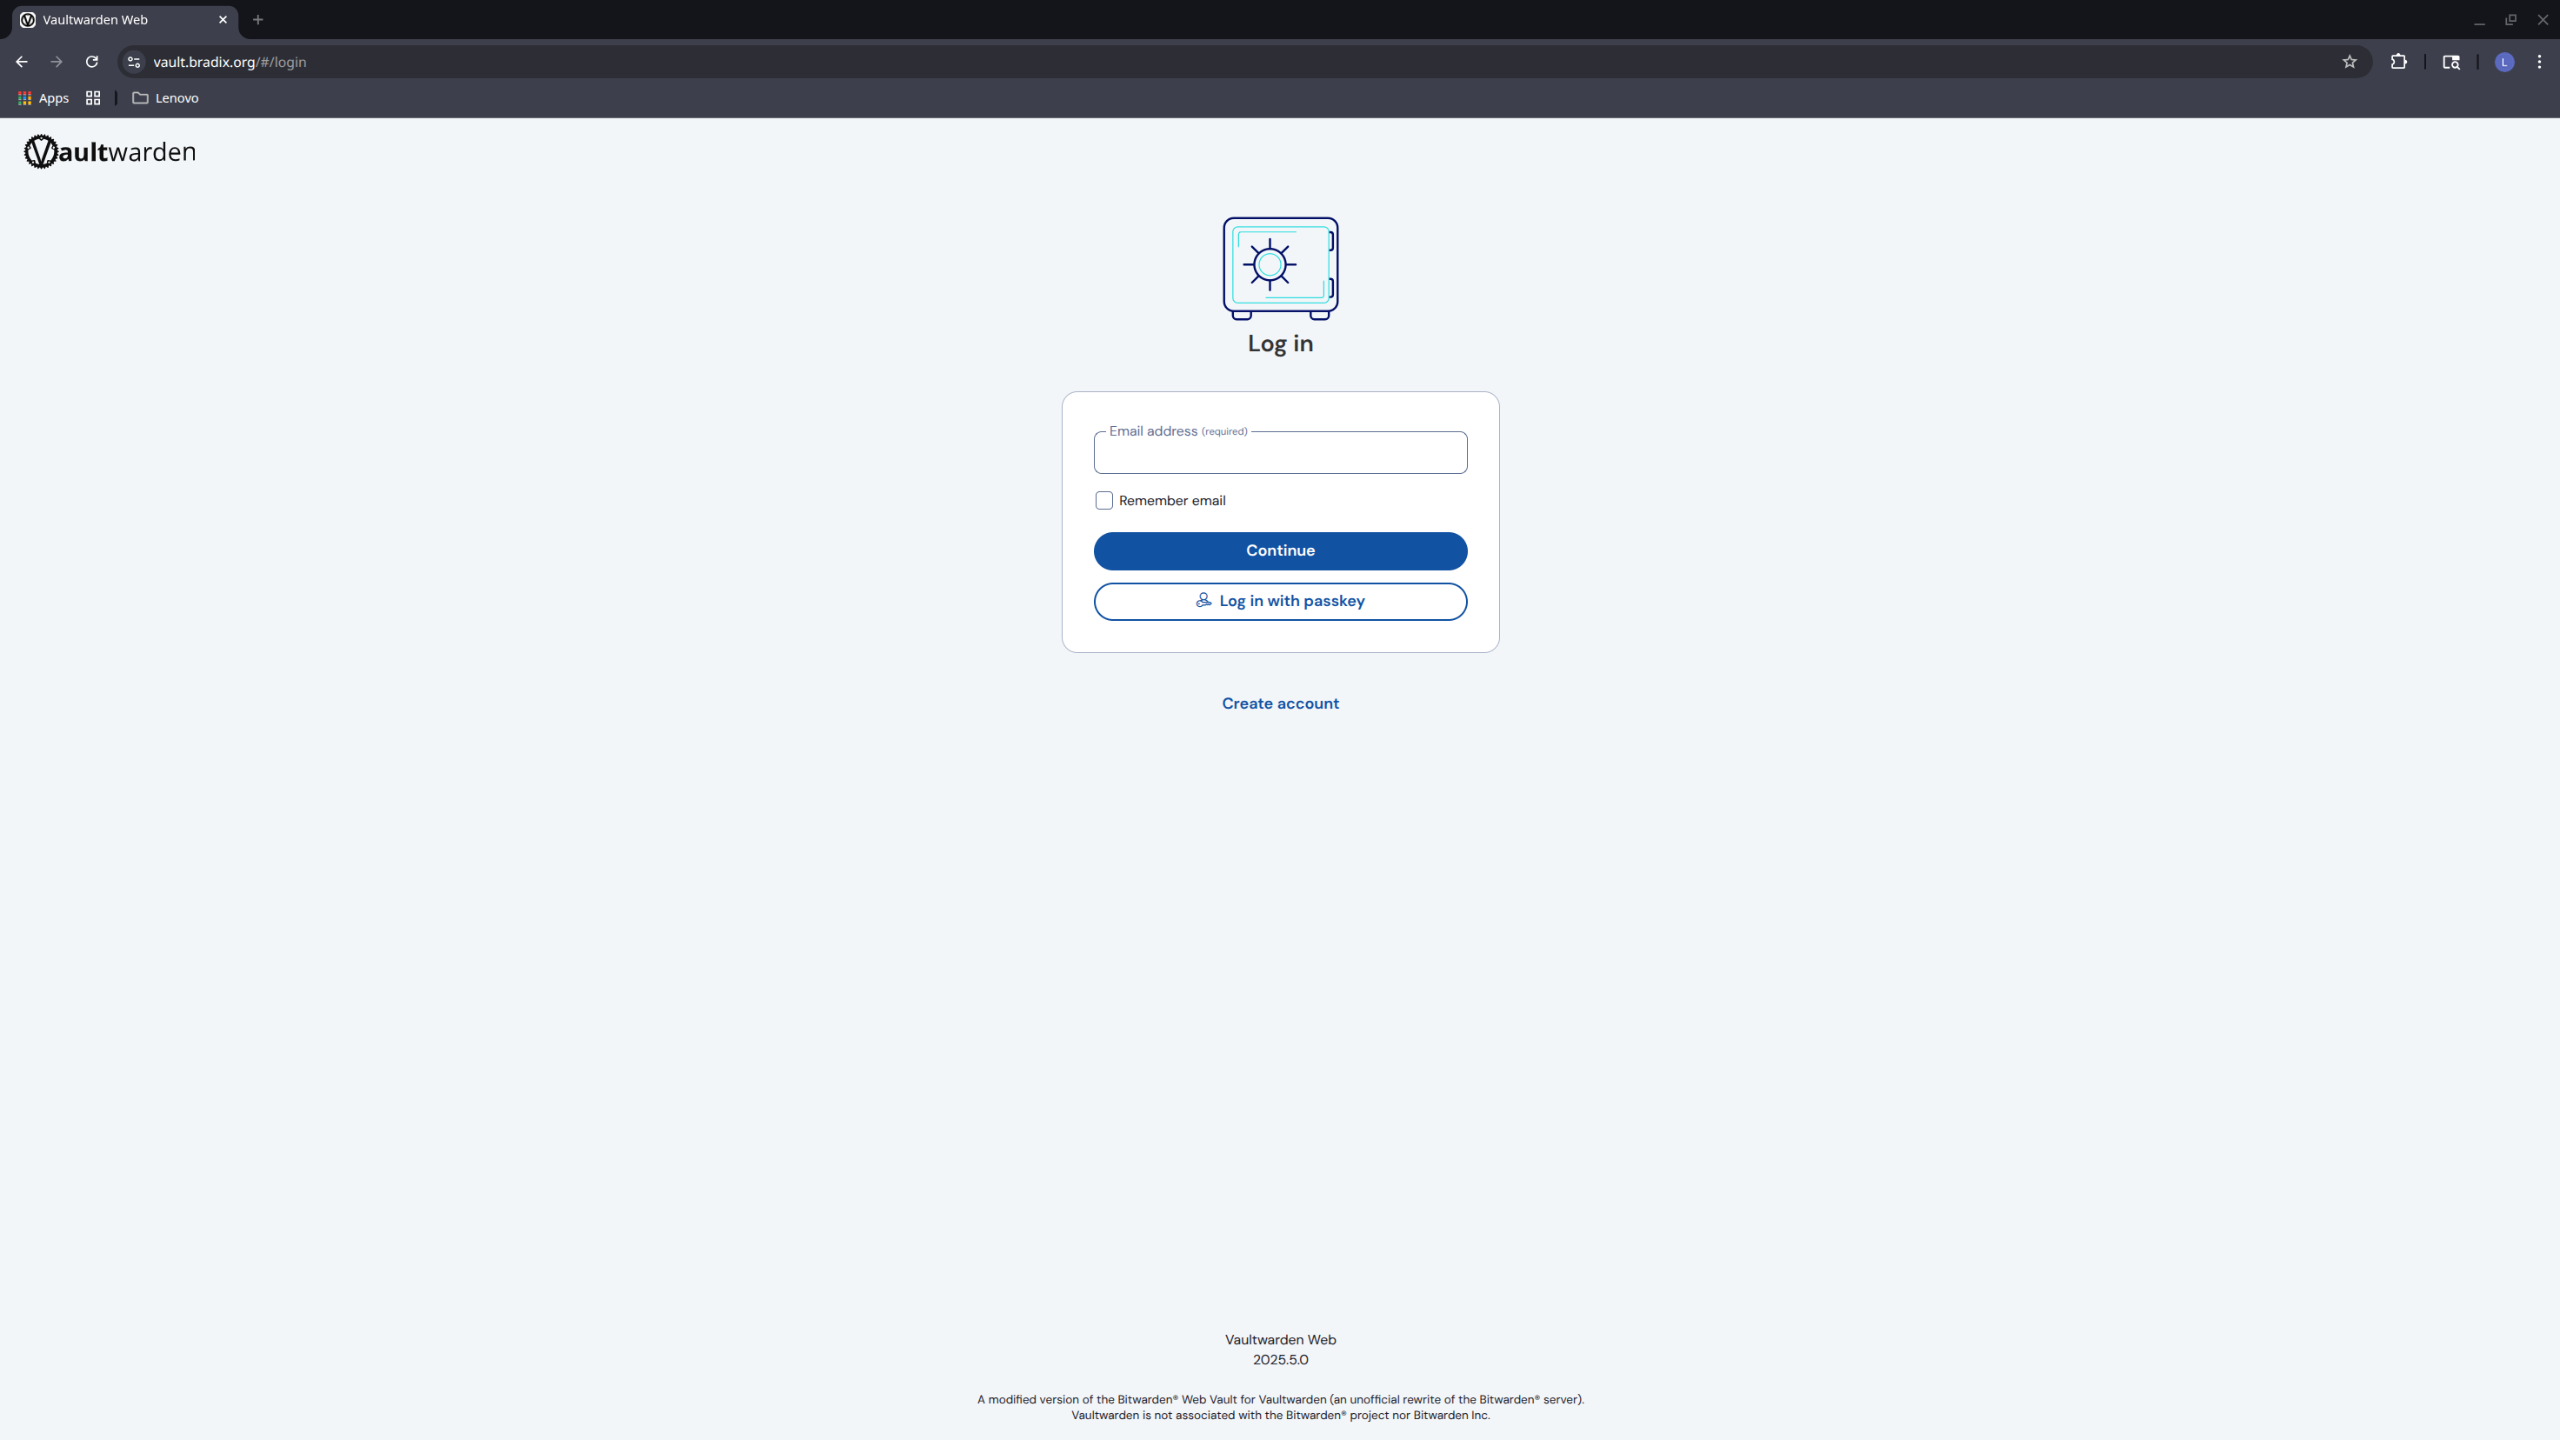 Vaultwarden Web
vault.bradix.org/#/login
L
Apps
Lenovo
Vaultwarden
Log in
Email address (required)
Remember email
Continue
Log in with passkey
Create account
Vaultwarden Web
2025.5.0
A modified version of the Bitwarden® Web Vault for Vaultwarden (an unofficial rewrite of the Bitwarden® server).
Vaultwarden is not associated with the Bitwarden® project nor Bitwarden Inc.